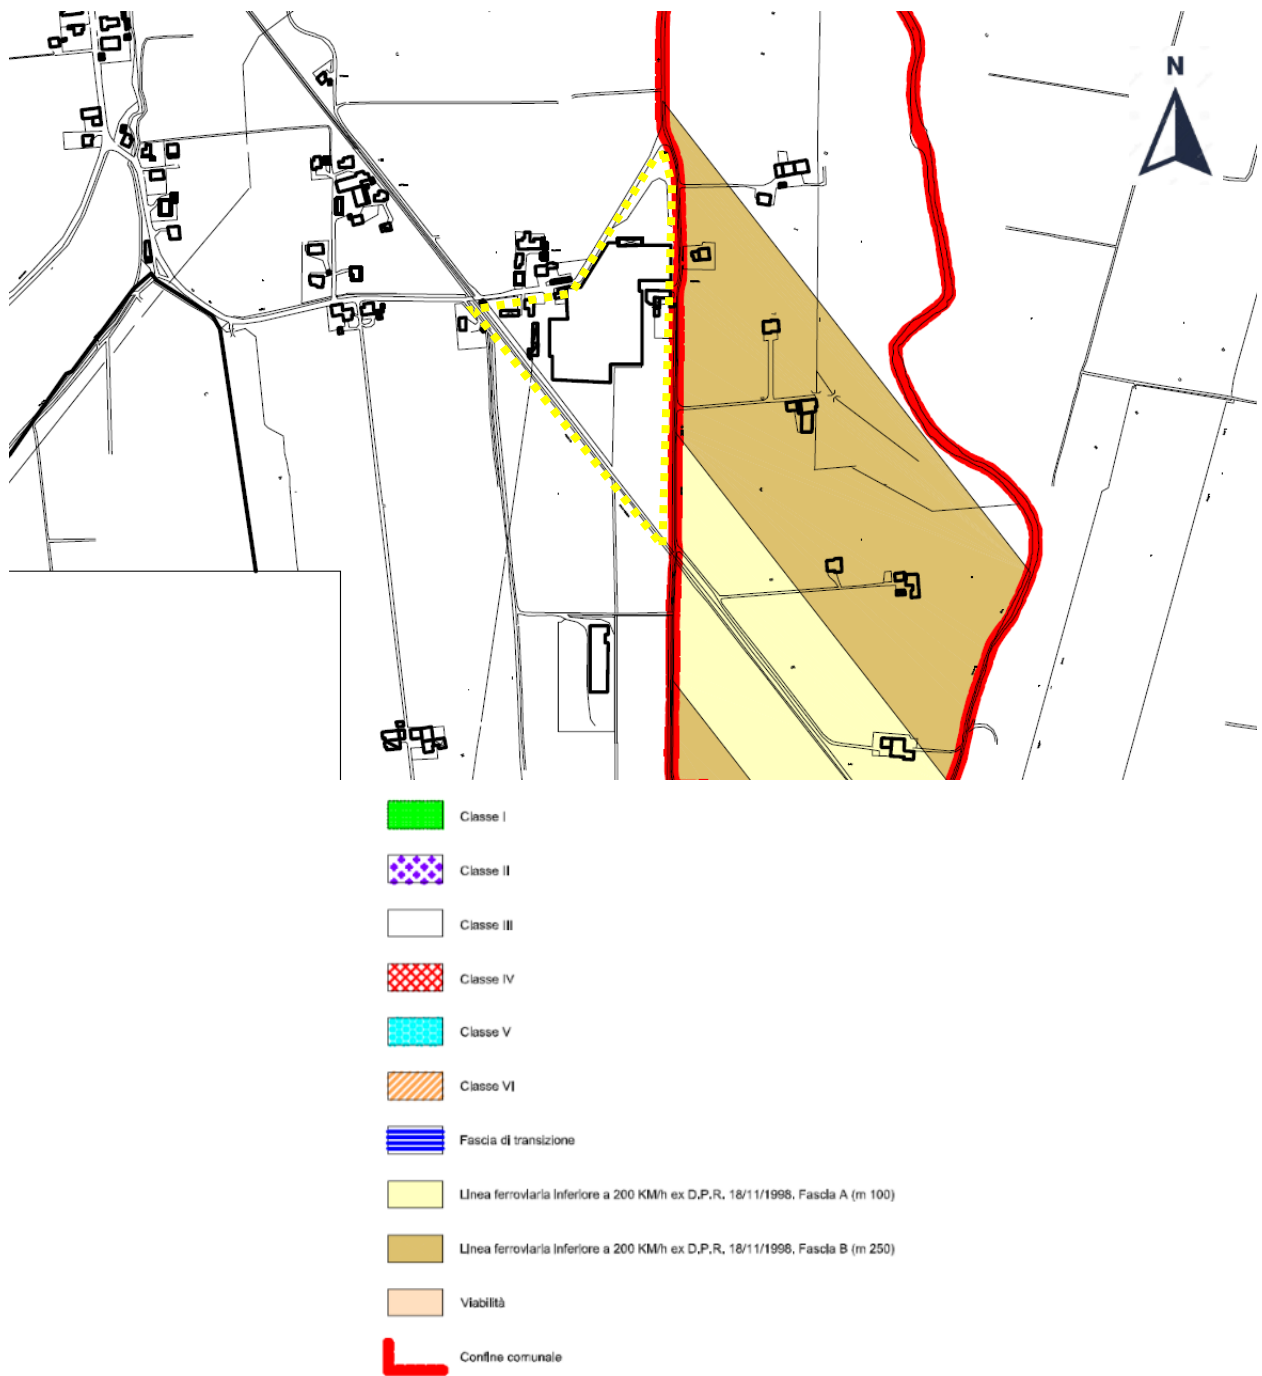 N
Classe I
Classe II
Classe III
Classe IV
Classe V
Classe VI
Fascia di transizione
Linea ferroviaria Inferiore a 200 KM/h ex D.P.R. 18/11/1998. Fascia A (m 100)
Linea ferroviaria Inferiore a 200 KM/h ex D.P.R. 18/11/1998. Fascia B (m 250)
Viabilità
Confine comunale